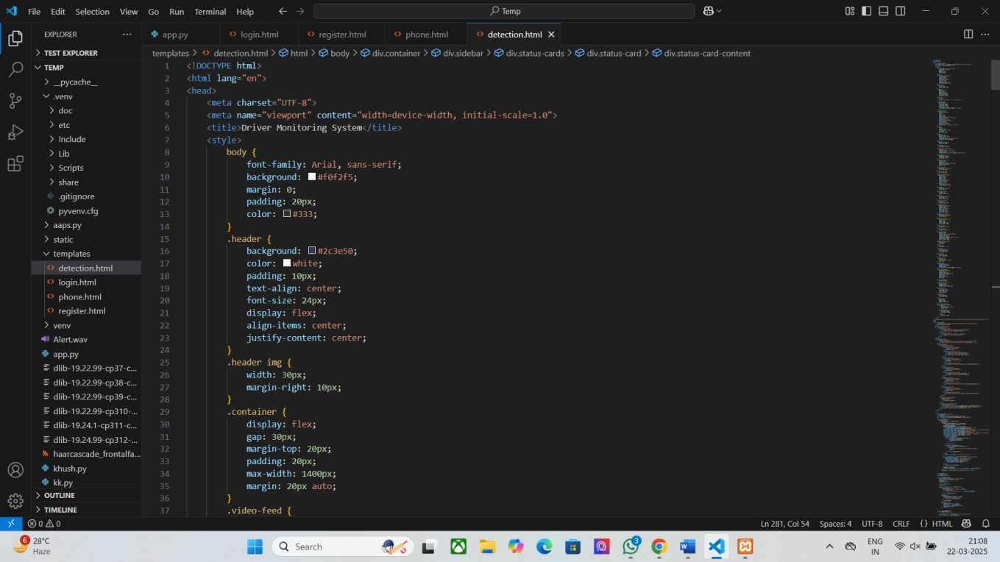 File Edit Selection View Go Run Terminal Help
Temp
EXPLORER
app.py
login.html
register.html
phone.html
detection.html
TEST EXPLORER
TEMP
__pycache__
.venv
doc
etc
Include
Lib
Scripts
share
.gitignore
pyvenv.cfg
aaps.py
static
templates
detection.html
login.html
phone.html
register.html
venv
Alert.wav
app.py
dlib-19.22.99-cp37-c...
dlib-19.22.99-cp38-c...
dlib-19.22.99-cp39-c...
dlib-19.22.99-cp310-...
dlib-19.24.1-cp311-c...
dlib-19.24.99-cp312-...
haarcascade_frontalfa...
khush.py
kk.py
OUTLINE
TIMELINE
templates > detection.html > html > body > div.container > div.sidebar > div.status-cards > div.status-card > div.status-card-content
1 <!DOCTYPE html>
2 <html lang="en">
3 <head>
4 <meta charset="UTF-8">
5 <meta name="viewport" content="width=device-width, initial-scale=1.0">
6 <title>Driver Monitoring System</title>
7 <style>
8 body {
9 font-family: Arial, sans-serif;
10 background: #f0f2f5;
11 margin: 0;
12 padding: 20px;
13 color: #333;
14 }
15 .header {
16 background: #2c3e50;
17 color: white;
18 padding: 10px;
19 text-align: center;
20 font-size: 24px;
21 display: flex;
22 align-items: center;
23 justify-content: center;
24 }
25 .header img {
26 width: 30px;
27 margin-right: 10px;
28 }
29 .container {
30 display: flex;
31 gap: 30px;
32 margin-top: 20px;
33 padding: 20px;
34 max-width: 1400px;
35 margin: 20px auto;
36 }
37 .video-feed {
0 0
Ln 281, Col 54 Spaces: 4 UTF-8 CRLF {} HTML
6
28°C
Haze
Search
3
ENG
IN
21:08
22-03-2025